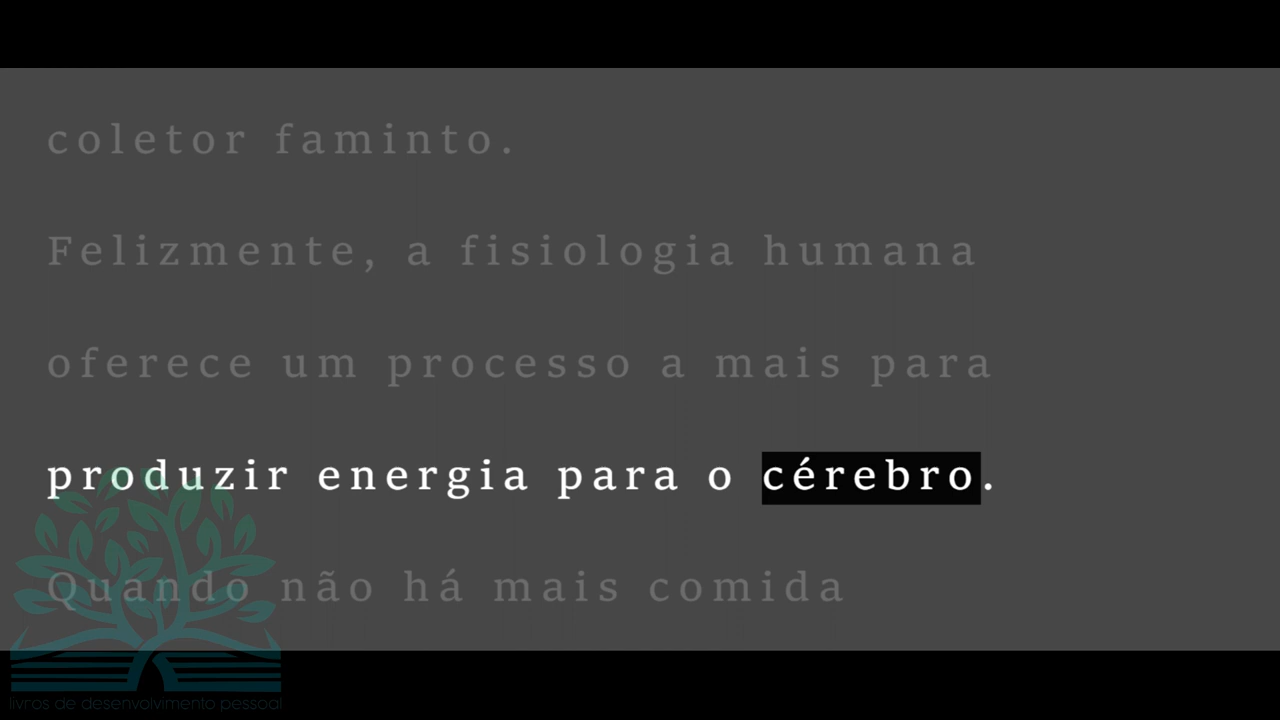 coletor faminto.
Felizmente, a fisiologia humana
oferece um processo a mais para
produzir energia para o cérebro.
Quando não há mais comida
livros de desenvolvimento pessoal